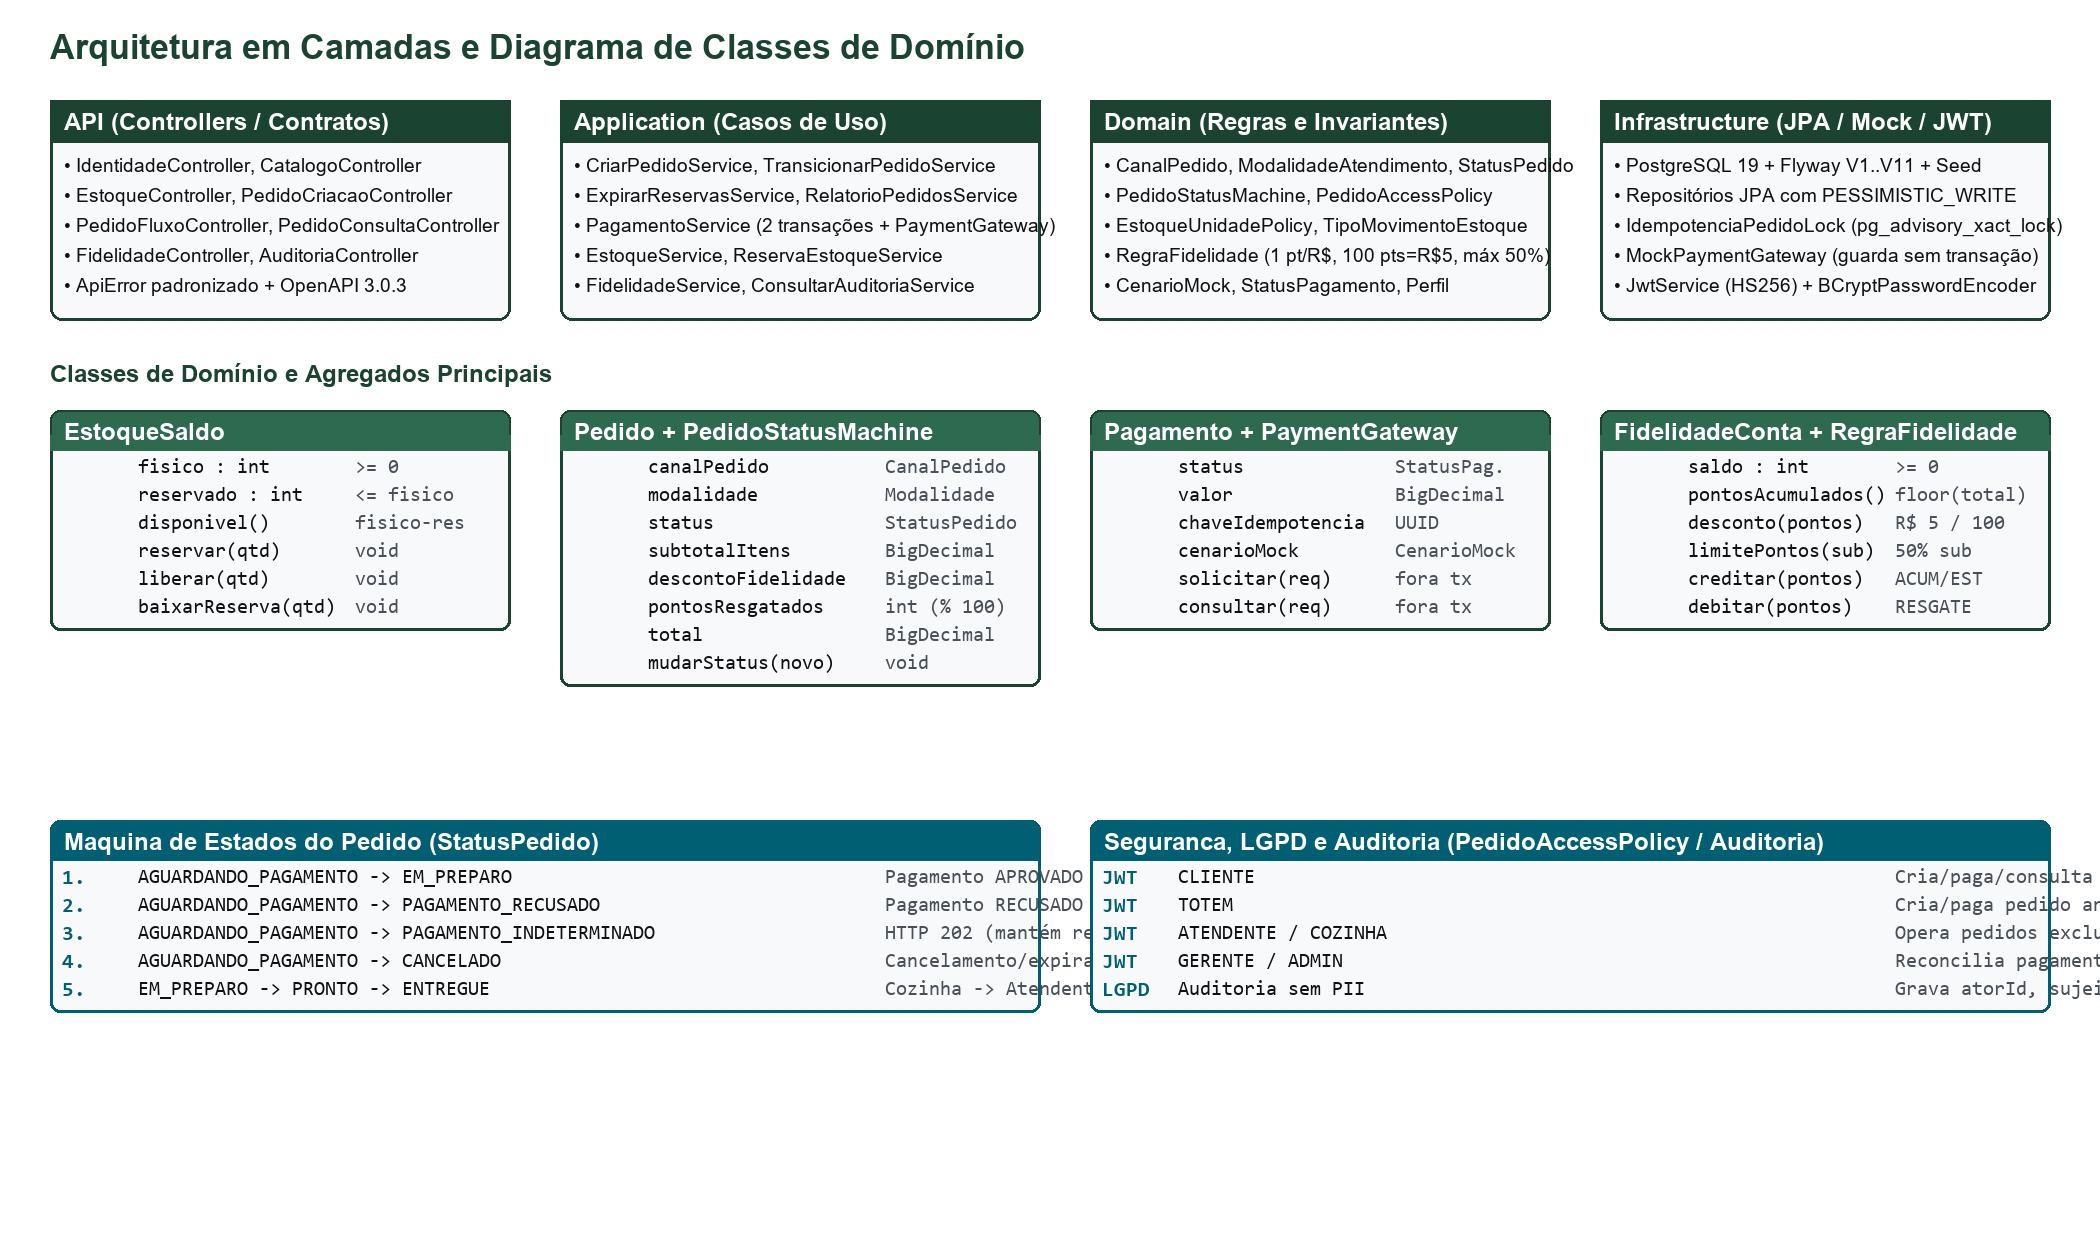 Arquitetura em Camadas e Diagrama de Classes de Domínio
API (Controllers / Contratos)
• IdentidadeController, CatalogoController
• EstoqueController, PedidoCriacaoController
• PedidoFluxoController, PedidoConsultaController
• FidelidadeController, AuditoriaController
• ApiError padronizado + OpenAPI 3.0.3
Application (Casos de Uso)
• CriarPedidoService, TransicionarPedidoService
• ExpirarReservasService, RelatorioPedidosService
• PagamentoService (2 transações + PaymentGateway)
• EstoqueService, ReservaEstoqueService
• FidelidadeService, ConsultarAuditoriaService
Domain (Regras e Invariantes)
• CanalPedido, ModalidadeAtendimento, StatusPedido
• PedidoStatusMachine, PedidoAccessPolicy
• EstoqueUnidadePolicy, TipoMovimentoEstoque
• RegraFidelidade (1 pt/R$, 100 pts=R$5, máx 50%)
• CenarioMock, StatusPagamento, Perfil
Infrastructure (JPA / Mock / JWT)
• PostgreSQL 19 + Flyway V1..V11 + Seed
• Repositórios JPA com PESSIMISTIC_WRITE
• IdempotenciaPedidoLock (pg_advisory_xact_lock)
• MockPaymentGateway (guarda sem transação)
• JwtService (HS256) + BCryptPasswordEncoder
Classes de Domínio e Agregados Principais
EstoqueSaldo
fisico : int >= 0
reservado : int <= fisico
disponivel() fisico-res
reservar(qtd) void
liberar(qtd) void
baixarReserva(qtd) void
Pedido + PedidoStatusMachine
canalPedido CanalPedido
modalidade Modalidade
status StatusPedido
subtotalItens BigDecimal
descontoFidelidade BigDecimal
pontosResgatados int (% 100)
total BigDecimal
mudarStatus(novo) void
Pagamento + PaymentGateway
status StatusPag.
valor BigDecimal
chaveIdempotencia UUID
cenarioMock CenarioMock
solicitar(req) fora tx
consultar(req) fora tx
FidelidadeConta + RegraFidelidade
saldo : int >= 0
pontosAcumulados() floor(total)
desconto(pontos) R$ 5 / 100
limitePontos(sub) 50% sub
creditar(pontos) ACUM/EST
debitar(pontos) RESGATE
Maquina de Estados do Pedido (StatusPedido)
1. AGUARDANDO_PAGAMENTO -> EM_PREPARO Pagamento APROVADO
2. AGUARDANDO_PAGAMENTO -> PAGAMENTO_RECUSADO Pagamento RECUSADO
3. AGUARDANDO_PAGAMENTO -> PAGAMENTO_INDETERMINADO HTTP 202 (mantém re
4. AGUARDANDO_PAGAMENTO -> CANCELADO Cancelamento/expira
5. EM_PREPARO -> PRONTO -> ENTREGUE Cozinha -> Atendent
Seguranca, LGPD e Auditoria (PedidoAccessPolicy / Auditoria)
JWT CLIENTE Cria/paga/consulta
JWT TOTEM Cria/paga pedido an
JWT ATENDENTE / COZINHA Opera pedidos exclu
JWT GERENTE / ADMIN Reconcilia pagament
LGPD Auditoria sem PII Grava atorId, sujei